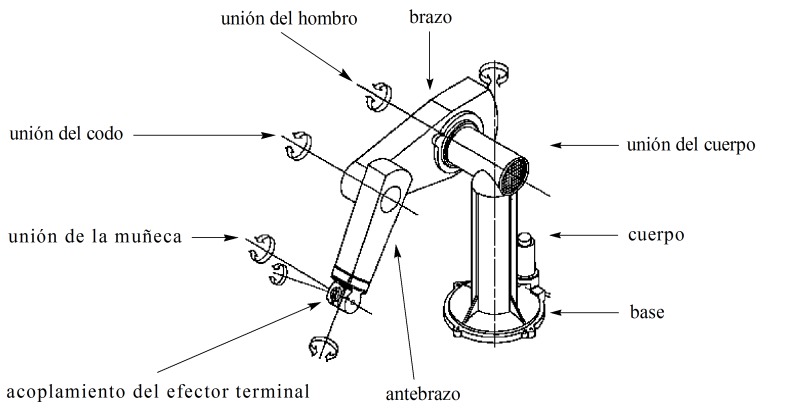 unión del hombro
brazo
unión del codo
unión del cuerpo
unión de la muñeca
cuerpo
base
acoplamiento del efector terminal
antebrazo